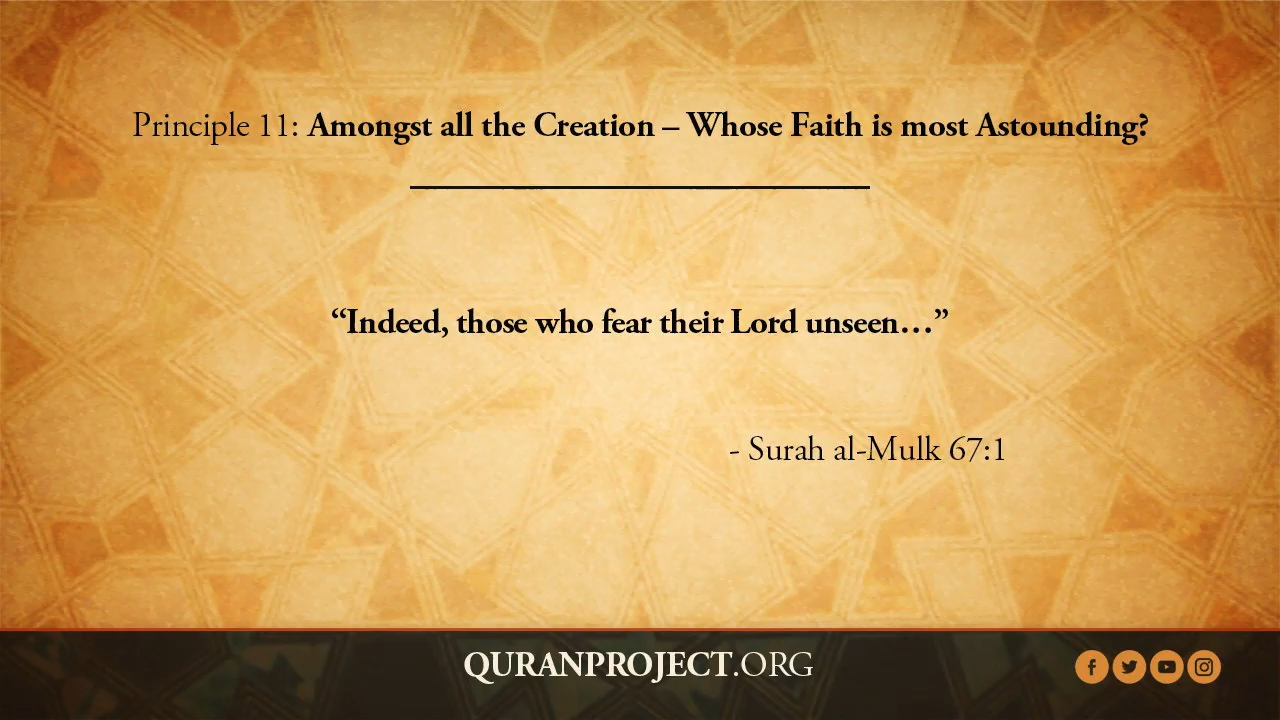 Principle 11: Amongst all the Creation – Whose Faith is most Astounding?
“Indeed, those who fear their Lord unseen…”
- Surah al-Mulk 67:1
QURANPROJECT.ORG